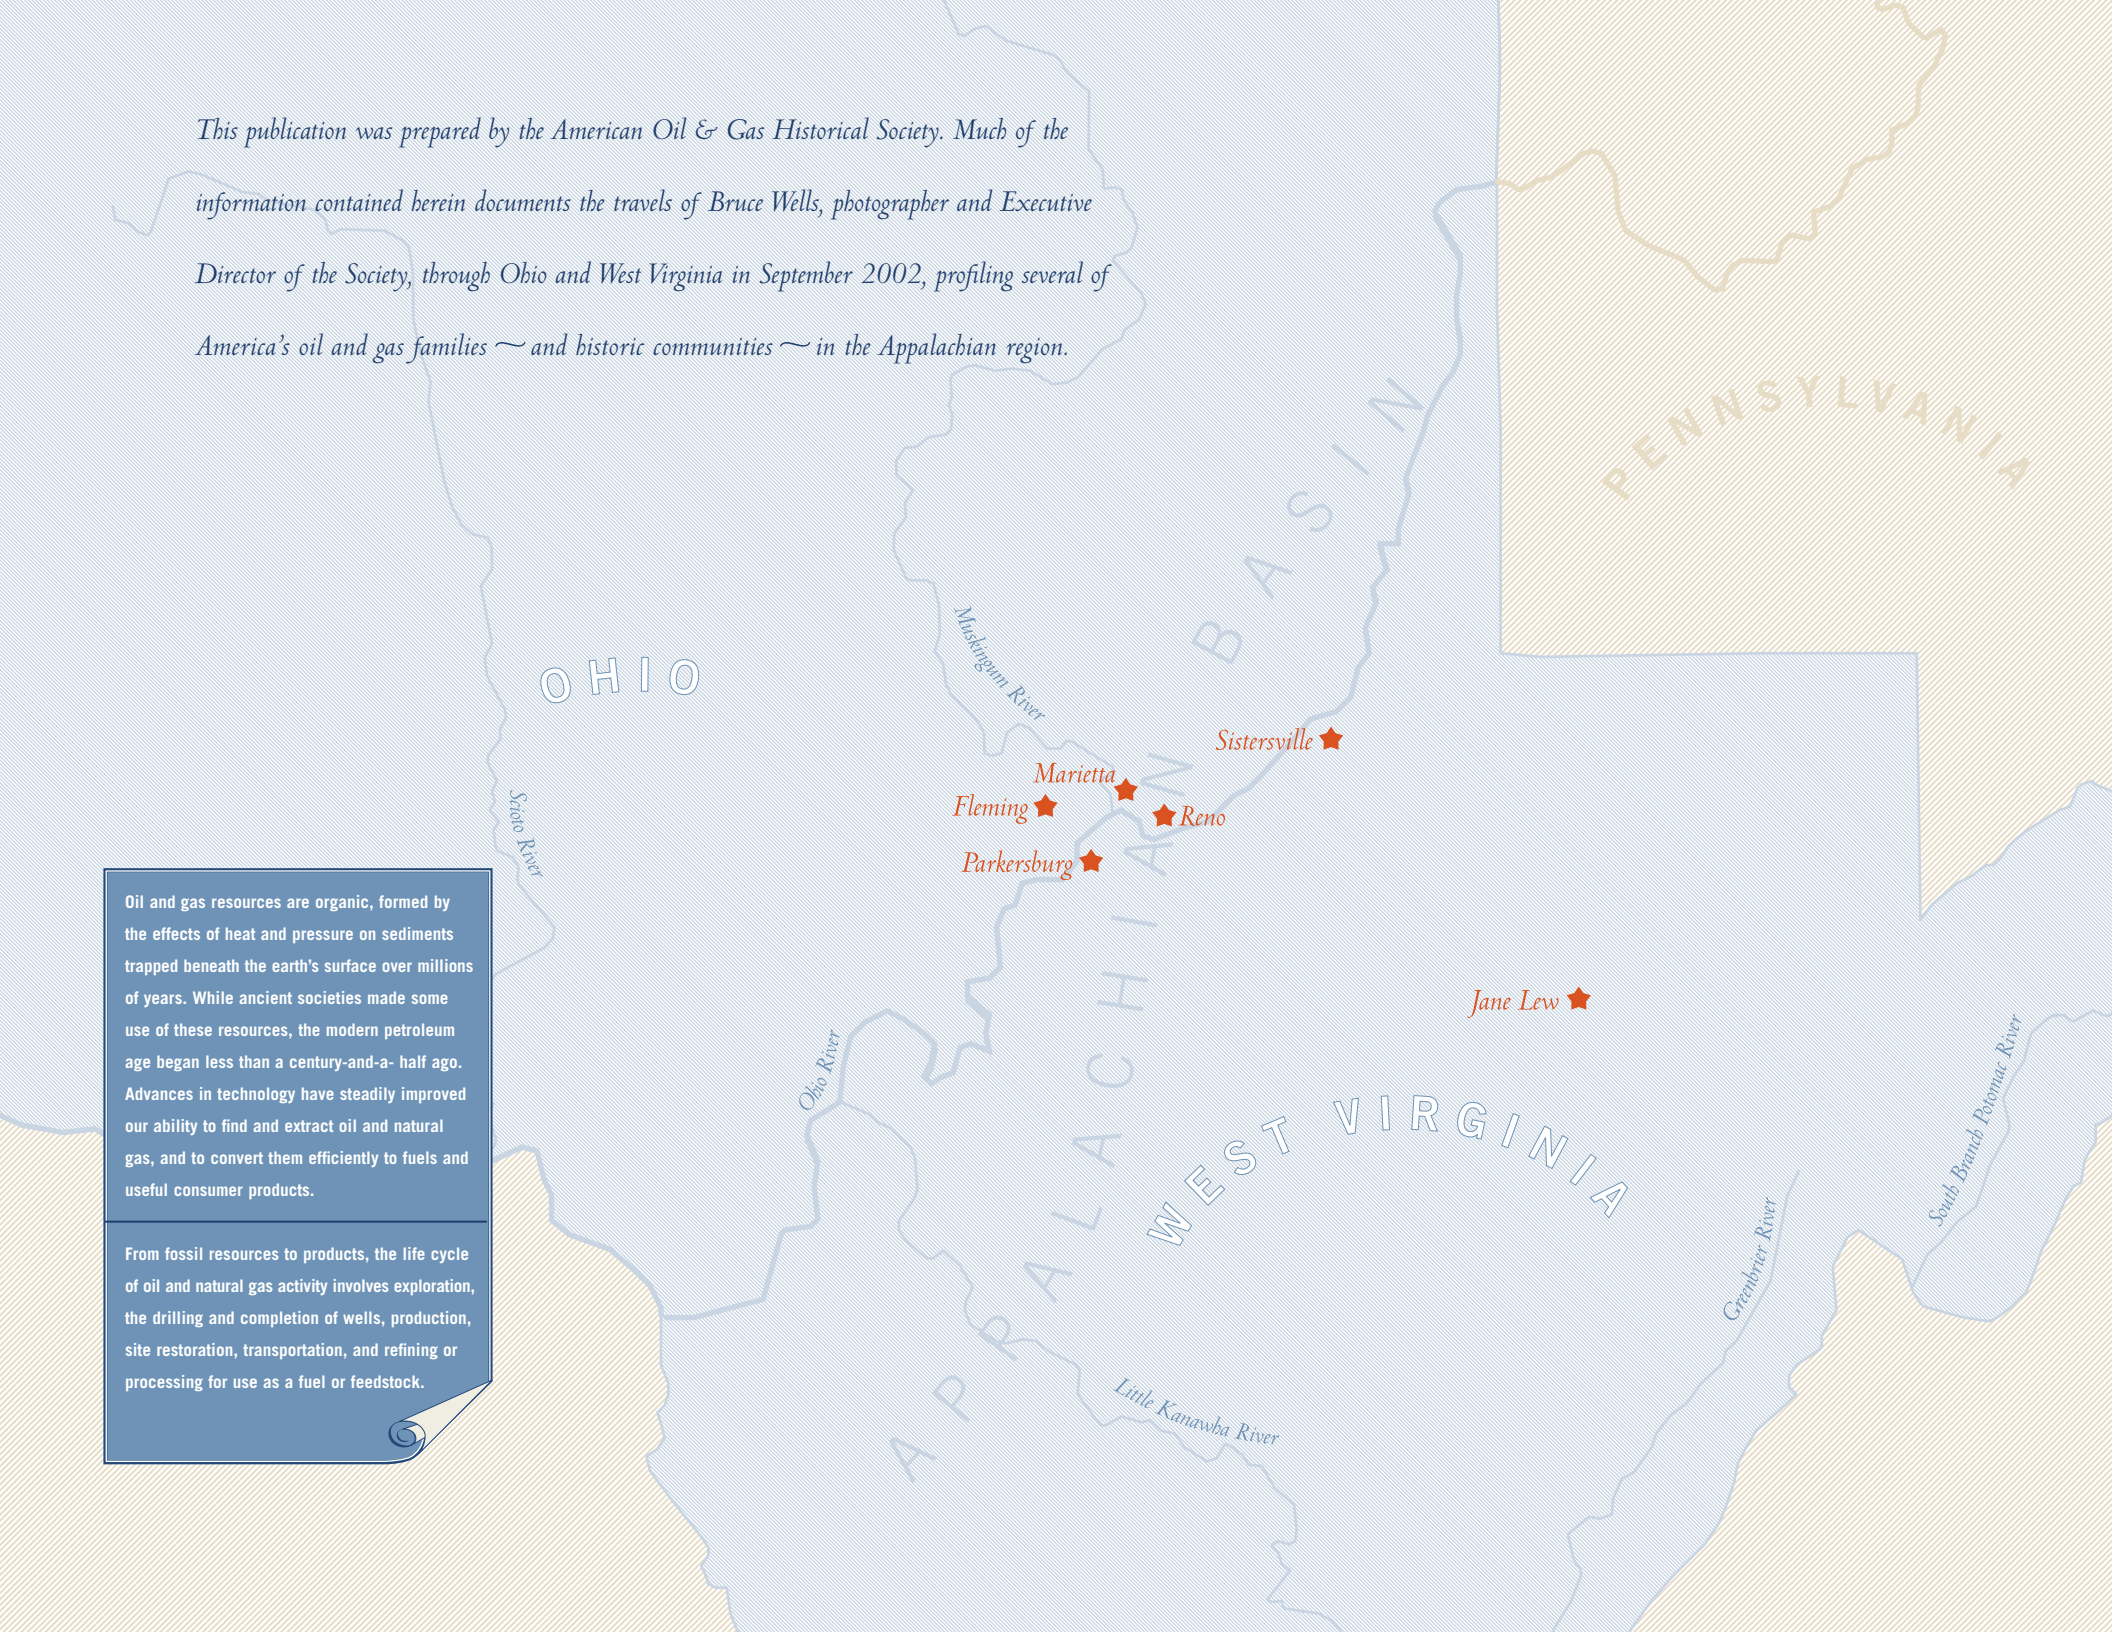 This publication was prepared by the American Oil & Gas Historical Society. Much of the
information contained herein documents the travels of Bruce Wells, photographer and Executive
Director of the Society, through Ohio and West Virginia in September 2002, profiling several of
America's oil and gas families ~ and historic communities ~ in the Appalachian region.
PENNSYLVANIA
APPALACHIAN BASIN
OHIO
Muskingum River
Sistersville
Marietta
Fleming
Reno
Parkersburg
Scioto River
Jane Lew
Ohio River
WEST VIRGINIA
South Branch Potomac River
Greenbrier River
Little Kanawha River
Oil and gas resources are organic, formed by
the effects of heat and pressure on sediments
trapped beneath the earth's surface over millions
of years. While ancient societies made some
use of these resources, the modern petroleum
age began less than a century-and-a- half ago.
Advances in technology have steadily improved
our ability to find and extract oil and natural
gas, and to convert them efficiently to fuels and
useful consumer products.
From fossil resources to products, the life cycle
of oil and natural gas activity involves exploration,
the drilling and completion of wells, production,
site restoration, transportation, and refining or
processing for use as a fuel or feedstock.